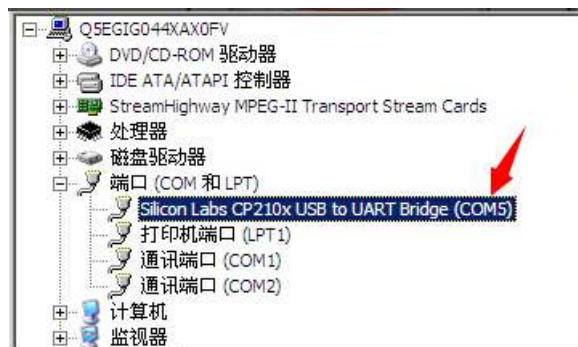 Q5EGIG044XAX0FV
DVD/CD-ROM 驱动器
IDE ATA/ATAPI 控制器
StreamHighway MPEG-II Transport Stream Cards
处理器
磁盘驱动器
端口 (COM 和 LPT)
Silicon Labs CP210x USB to UART Bridge (COM5)
打印机端口 (LPT1)
通讯端口 (COM1)
通讯端口 (COM2)
计算机
监视器